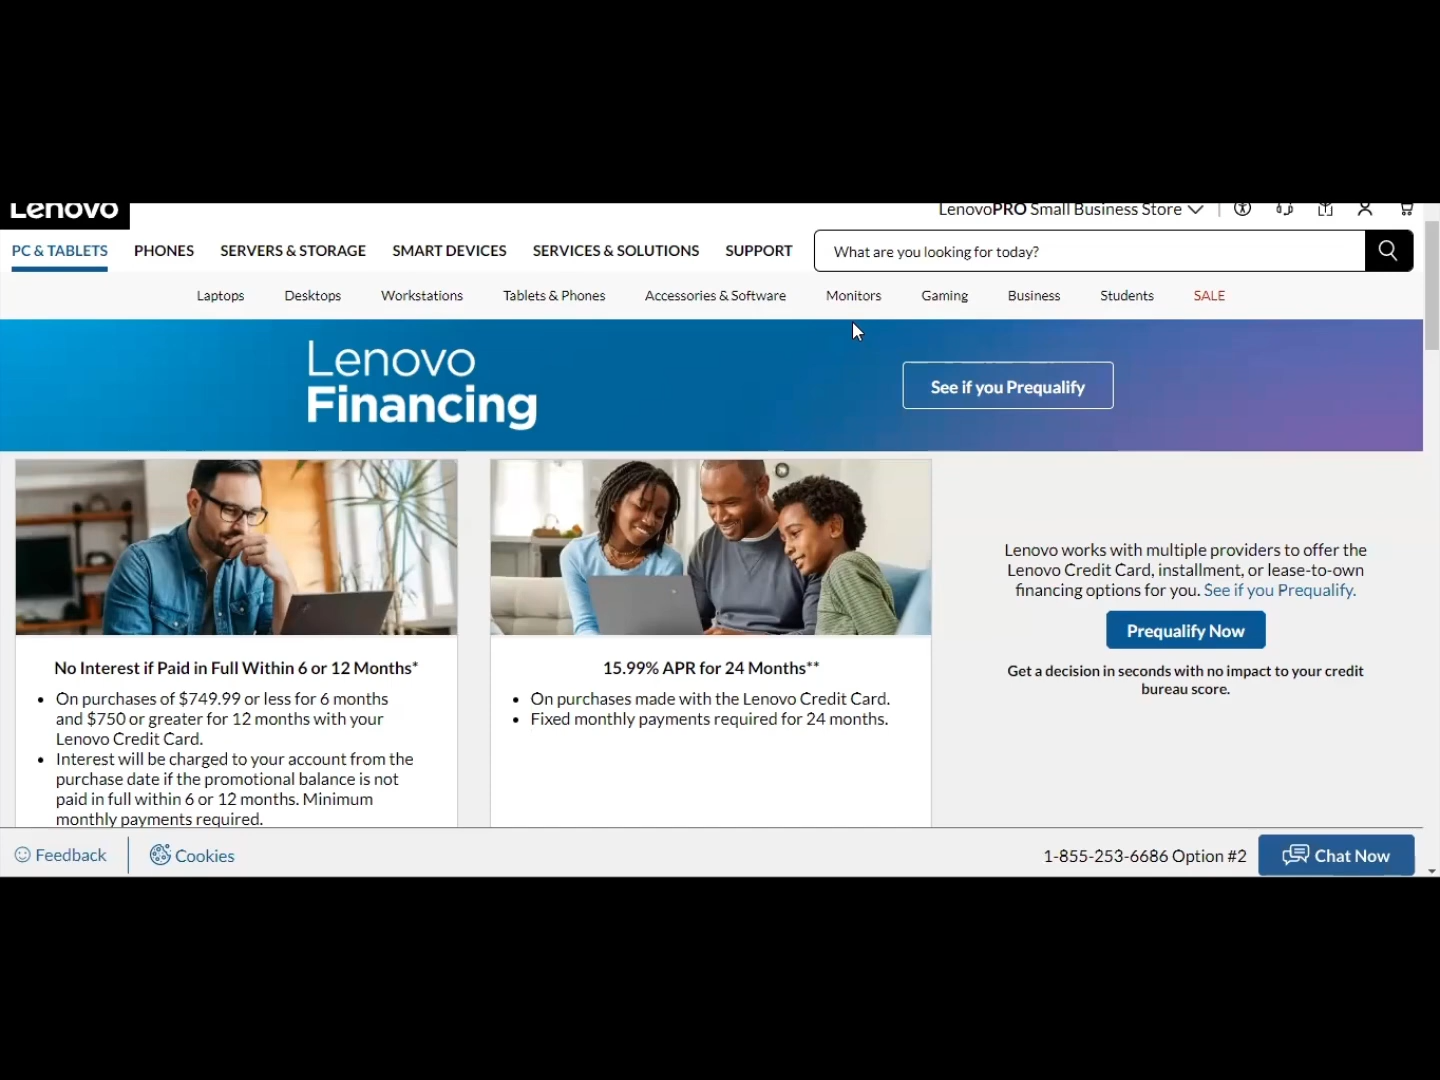 Lenovo
LenovoPRO Small Business Store
PC & TABLETS PHONES SERVERS & STORAGE SMART DEVICES SERVICES & SOLUTIONS SUPPORT What are you looking for today?
Laptops Desktops Workstations Tablets & Phones Accessories & Software Monitors Gaming Business Students SALE
Lenovo
Financing
See if you Prequalify
No Interest if Paid in Full Within 6 or 12 Months*
• On purchases of $749.99 or less for 6 months
and $750 or greater for 12 months with your
Lenovo Credit Card.
• Interest will be charged to your account from the
purchase date if the promotional balance is not
paid in full within 6 or 12 months. Minimum
monthly payments required.
15.99% APR for 24 Months**
• On purchases made with the Lenovo Credit Card.
• Fixed monthly payments required for 24 months.
Lenovo works with multiple providers to offer the
Lenovo Credit Card, installment, or lease-to-own
financing options for you. See if you Prequalify.
Prequalify Now
Get a decision in seconds with no impact to your credit
bureau score.
Feedback Cookies 1-855-253-6686 Option #2 Chat Now